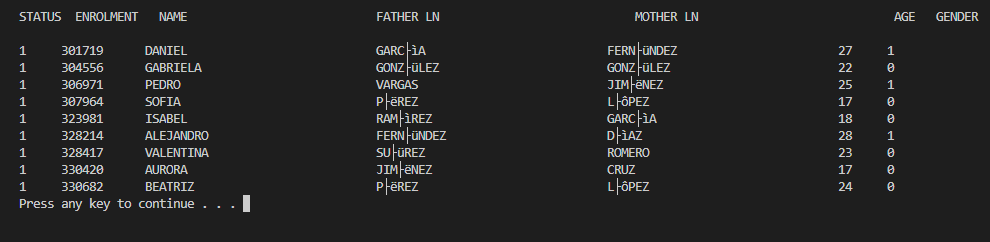 STATUS ENROLMENT NAME FATHER LN MOTHER LN AGE GENDER
1 301719 DANIEL GARC├ìA FERN├üNDEZ 27 1
1 304556 GABRIELA GONZ├üLEZ GONZ├üLEZ 22 0
1 306971 PEDRO VARGAS JIM├ëNEZ 25 1
1 307964 SOFIA P├ëREZ L├ôPEZ 17 0
1 323981 ISABEL RAM├ìREZ GARC├ìA 18 0
1 328214 ALEJANDRO FERN├üNDEZ D├ìAZ 28 1
1 328417 VALENTINA SU├üREZ ROMERO 23 0
1 330420 AURORA JIM├ëNEZ CRUZ 17 0
1 330682 BEATRIZ P├ëREZ L├ôPEZ 24 0
Press any key to continue . . .